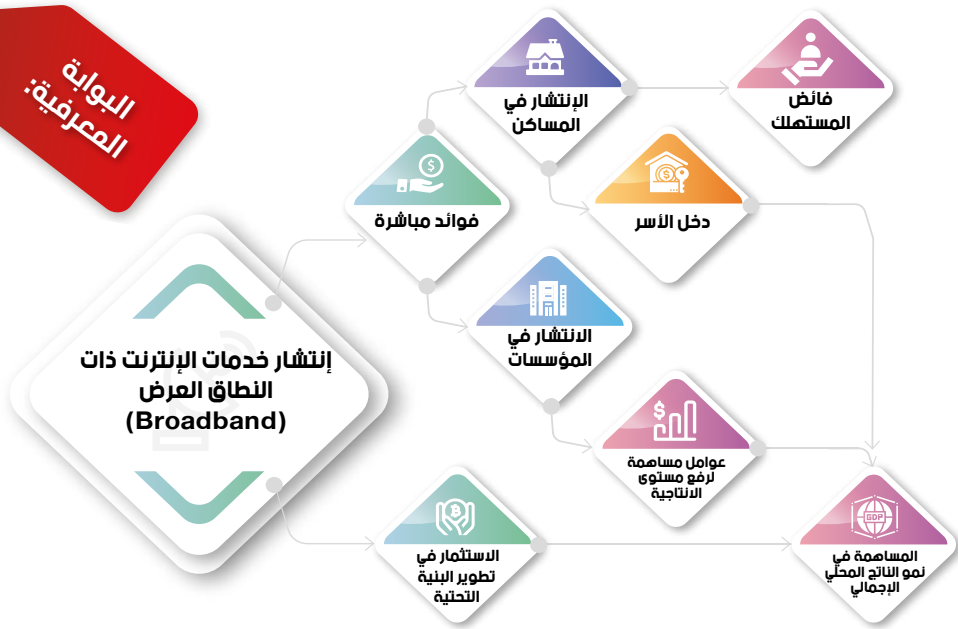 البوابة
المعرفية:
الإنتشار في
المساكن
فائض
المستهلك
فوائد مباشرة
دخل الأسر
الانتشار في
المؤسسات
إنتشار خدمات الإنترنت ذات
النطاق العرض
(Broadband)
عوامل مساهمة
لرفع مستوى
الانتاجية
الاستثمار في
تطوير البنية
التحتية
GDP
المساهمة في
نمو الناتج المحلي
الإجمالي